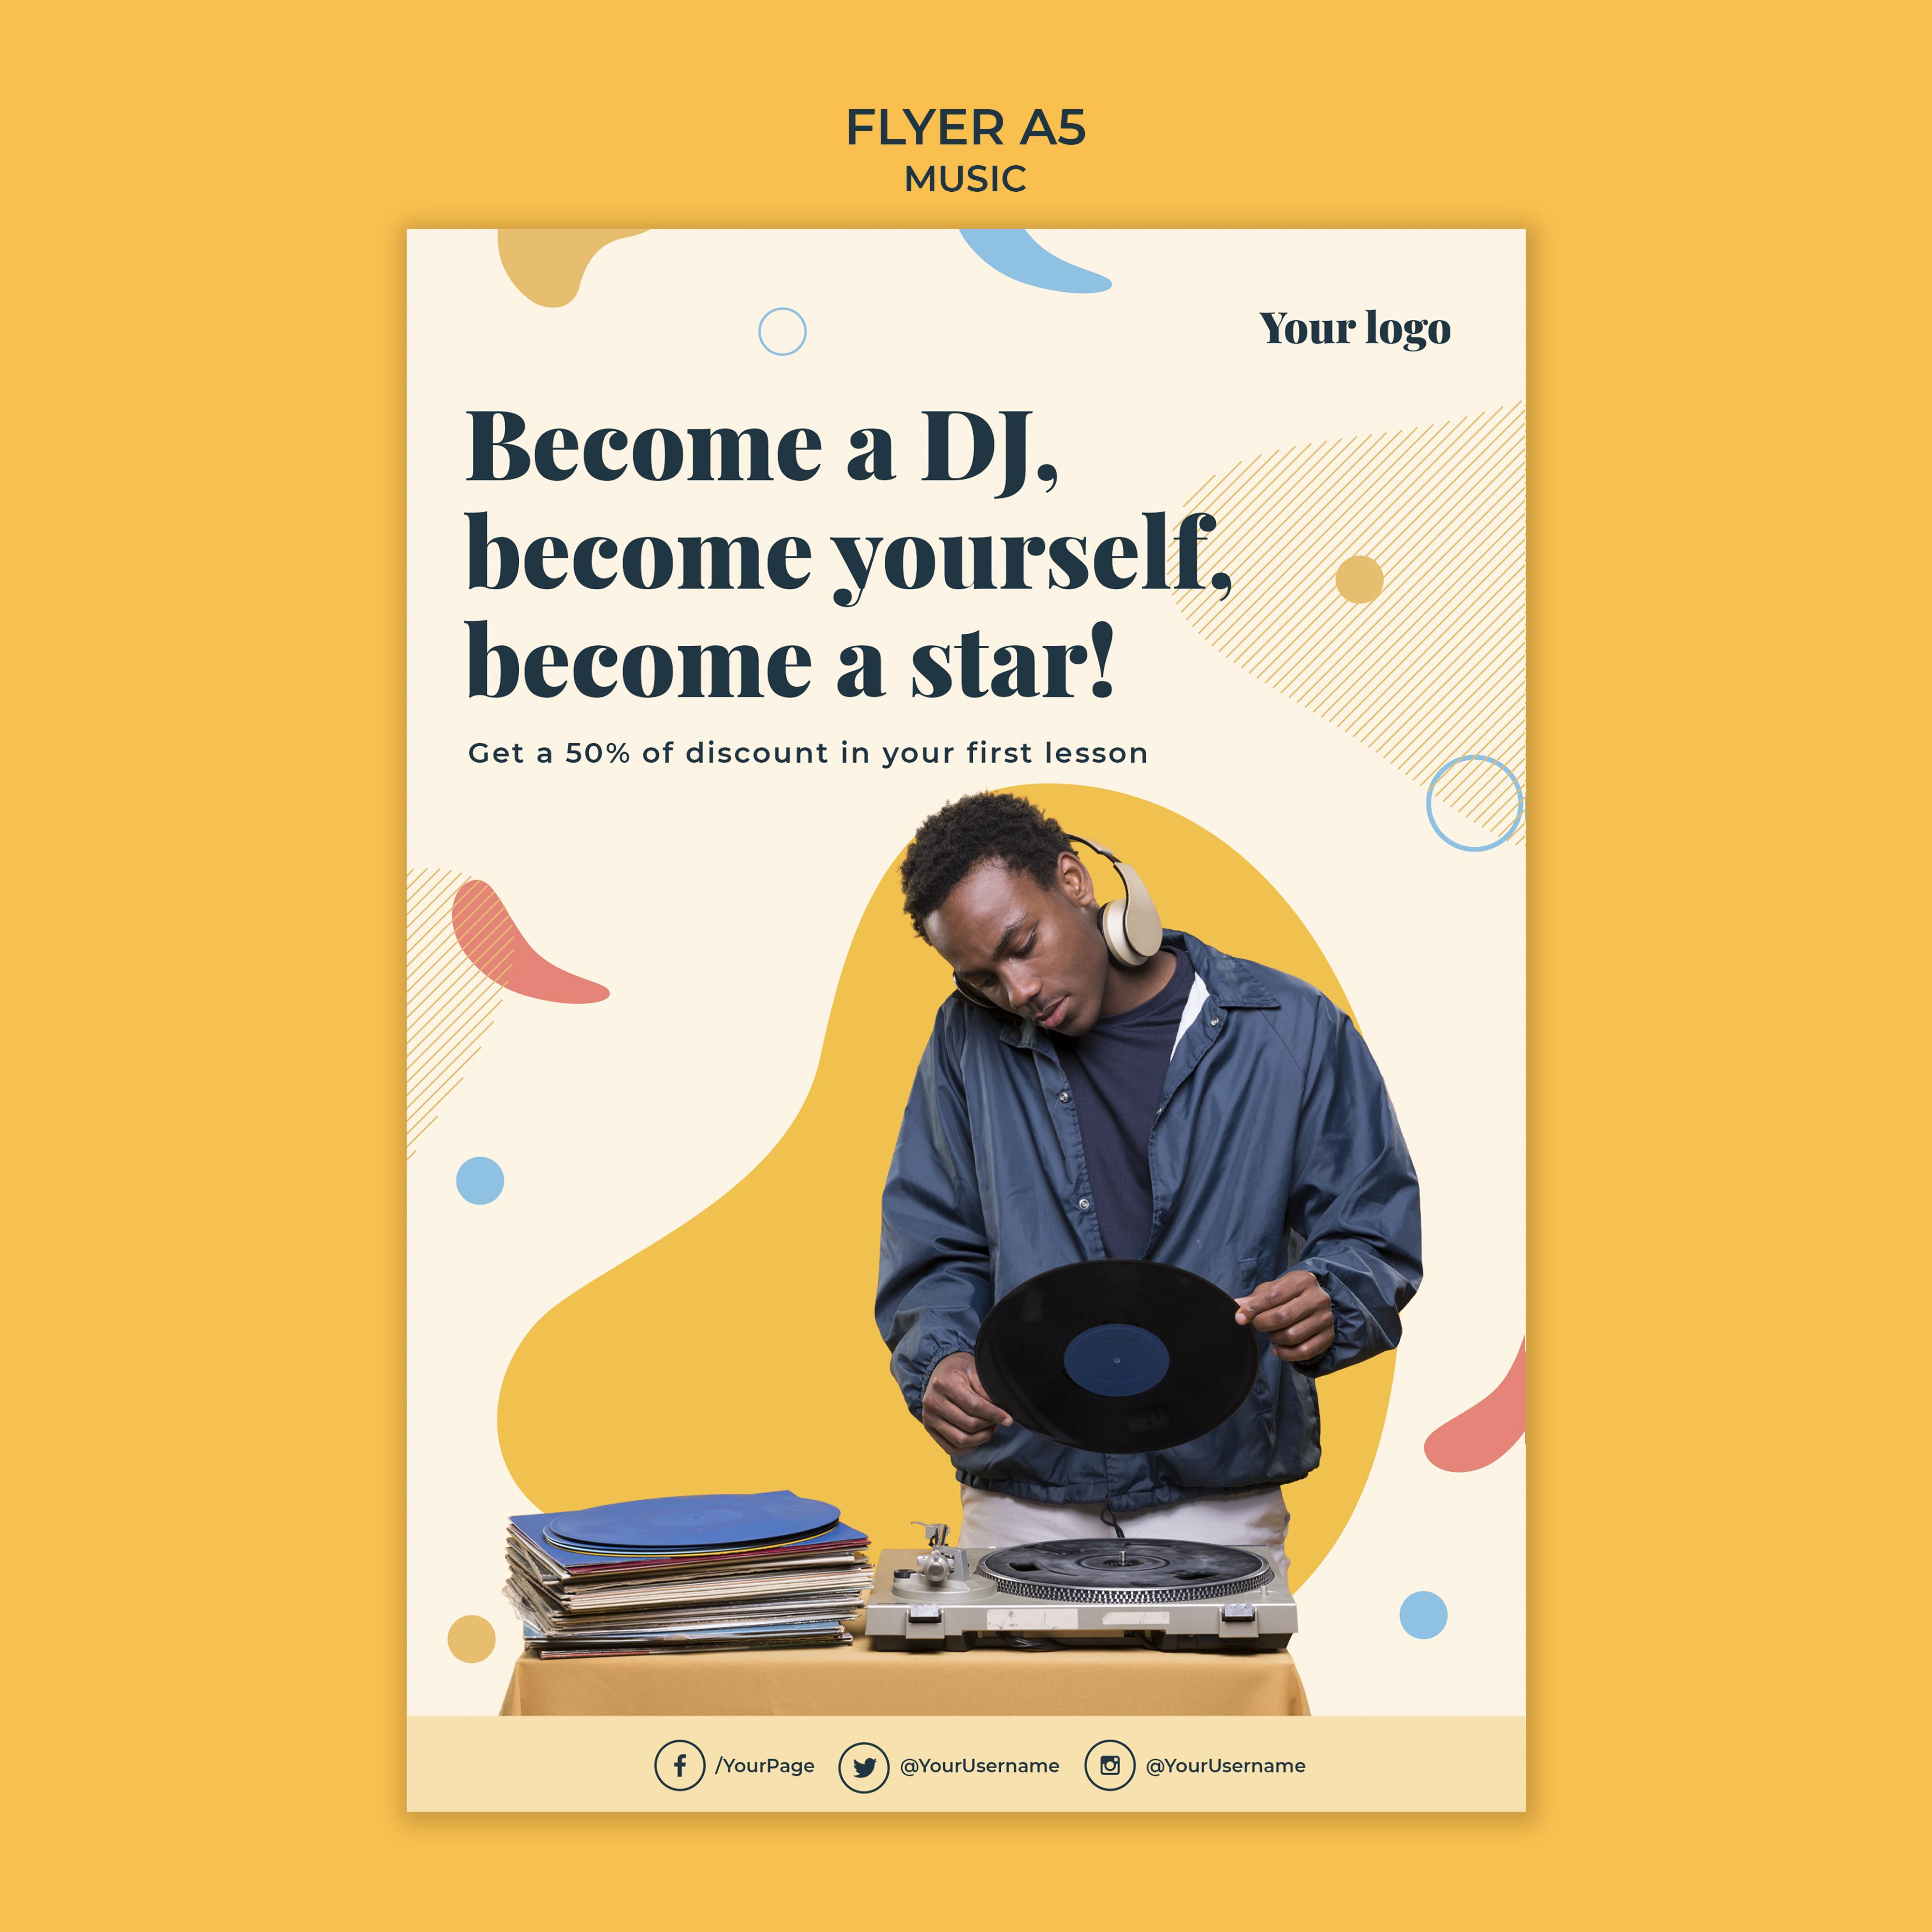 FLYER A5
MUSIC
Your logo
Become a DJ,
become yourself,
become a star!
Get a 50% of discount in your first lesson
/YourPage @YourUsername @YourUsername